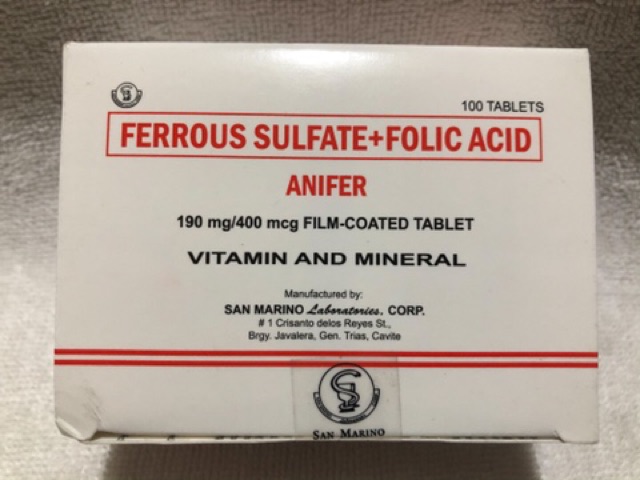 100 TABLETS
FERROUS SULFATE+FOLIC ACID
ANIFER
190 mg/400 mcg FILM-COATED TABLET
VITAMIN AND MINERAL
Manufactured by:
SAN MARINO Laboratories, CORP.
# 1 Crisanto delos Reyes St.,
Brgy. Javalera, Gen. Trias, Cavite
SAN MARINO